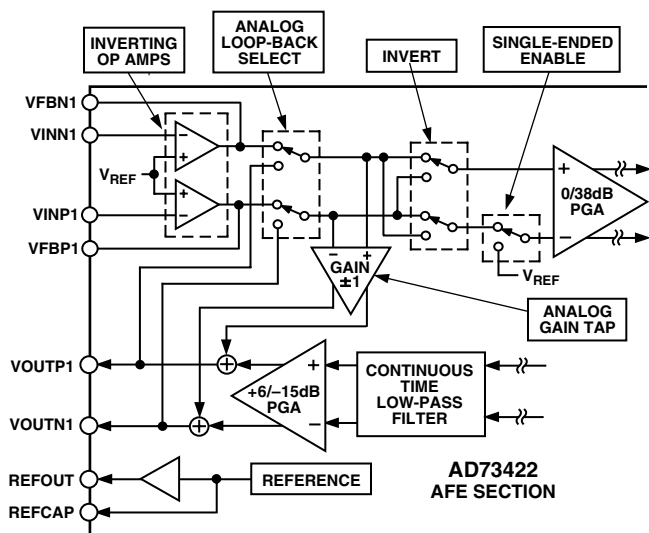 INVERTING
OP AMPS
ANALOG
LOOP-BACK
SELECT
INVERT
SINGLE-ENDED
ENABLE
VFBN1
VINN1
VREF
VINP1
VFBP1
–
+
+
–
+
0/38dB
PGA
–
VREF
– +
GAIN
±1
ANALOG
GAIN TAP
VOUTP1
VOUTN1
+
+6/–15dB
PGA
–
CONTINUOUS
TIME
LOW-PASS
FILTER
REFOUT
REFCAP
REFERENCE
AD73422
AFE SECTION